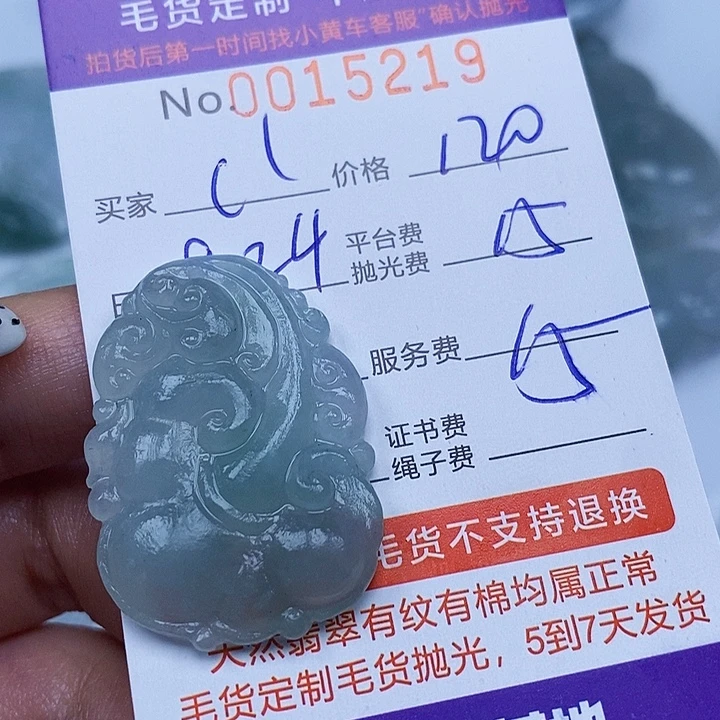 毛货定制
拍货后第一时间找小黄车客服"确认抛光
No.0015219
买家 价格 120
24 平台费
抛光费 15
服务费 15
证书费
绳子费
毛货不支持退换
天然翡翠有纹有棉均属正常
毛货定制毛货抛光，5到7天发货